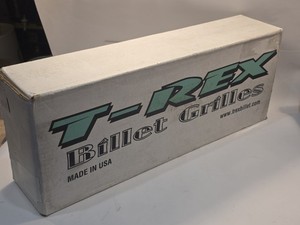 T-REX
Billet Grilles
MADE IN USA
www.trexbillet.com